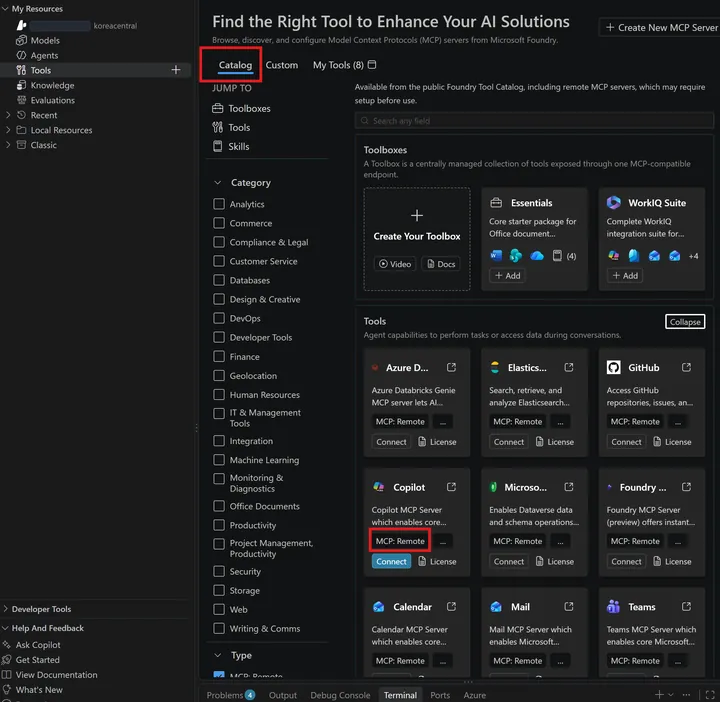 My Resources
koreacentral
Models
Agents
Tools
Knowledge
Evaluations
Recent
Local Resources
Classic
Developer Tools
Help And Feedback
Ask Copilot
Get Started
View Documentation
What's New
Find the Right Tool to Enhance Your AI Solutions
Create New MCP Server
Browse, discover, and configure Model Context Protocols (MCP) servers from Microsoft Foundry.
Catalog
Custom
My Tools (8)
JUMP TO
Toolboxes
Tools
Skills
Category
Analytics
Commerce
Compliance & Legal
Customer Service
Databases
Design & Creative
DevOps
Developer Tools
Finance
Geolocation
Human Resources
IT & Management
Tools
Integration
Machine Learning
Monitoring &
Diagnostics
Office Documents
Productivity
Project Management,
Productivity
Security
Storage
Web
Writing & Comms
Type
MCP: Remote
Available from the public Foundry Tool Catalog, including remote MCP servers, which may require
setup before use.
Search any field
Toolboxes
A Toolbox is a centrally managed collection of tools exposed through one MCP-compatible
endpoint.
Create Your Toolbox
Video
Docs
Essentials
Core starter package for
Office document...
(4)
Add
WorkIQ Suite
Complete WorkIQ
integration suite for...
+4
Add
Tools
Collapse
Agent capabilities to perform tasks or access data during conversations.
Azure D...
Azure Databricks Genie
MCP server lets AI...
MCP: Remote
...
Connect
License
Elastics...
Search, retrieve, and
analyze Elasticsearch...
MCP: Remote
...
Connect
License
GitHub
Access GitHub
repositories, issues, an...
MCP: Remote
...
Connect
License
Copilot
Copilot MCP Server
which enables core...
MCP: Remote
...
Connect
License
Microso...
Enables Dataverse data
and schema operations...
MCP: Remote
...
Connect
License
Foundry ...
Foundry MCP Server
(preview) offers instant...
MCP: Remote
...
Connect
License
Calendar
Calendar MCP Server
which enables core...
MCP: Remote
...
Mail
Mail MCP Server which
enables Microsoft...
MCP: Remote
...
Teams
Teams MCP Server which
enables core Microsoft...
MCP: Remote
...
Problems 4
Output
Debug Console
Terminal
Ports
Azure